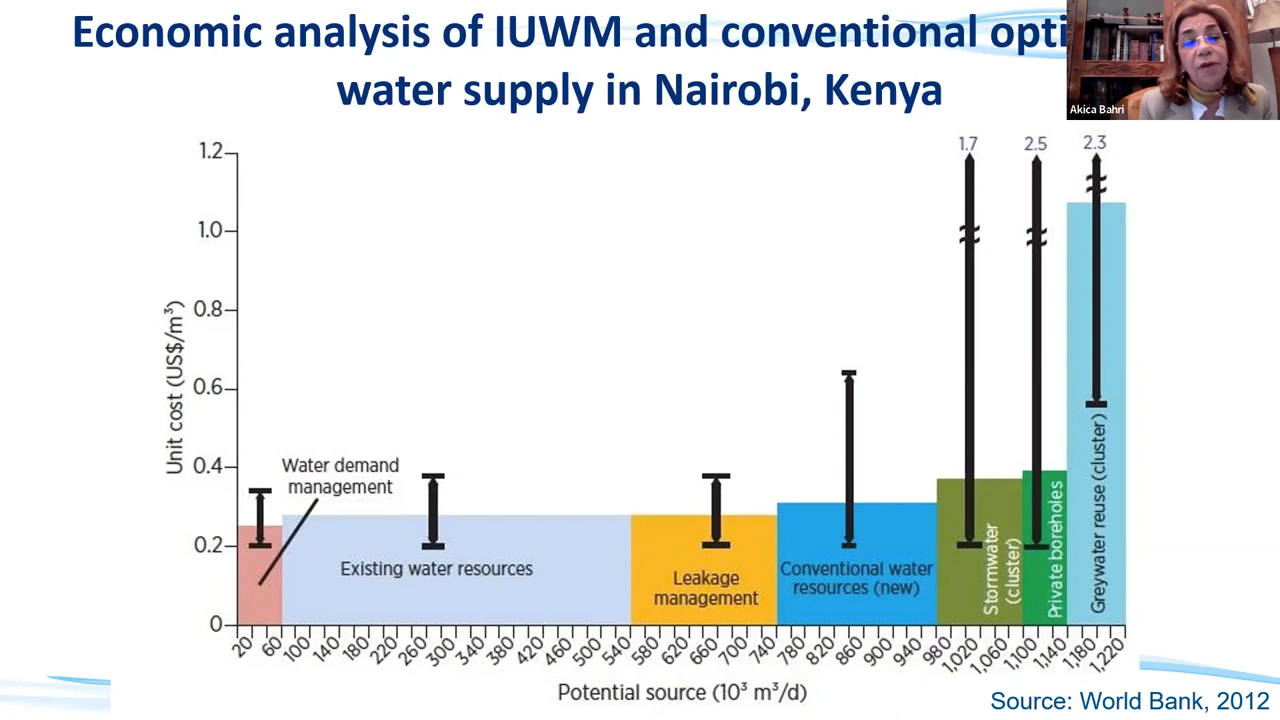 Economic analysis of IUWM and conventional opti
water supply in Nairobi, Kenya
Akica Bahri
1.7
2.5
2.3
1.2
1.0
0.8
0.6
0.4
0.2
0
Unit cost (US$/m³)
Water demand
management
Existing water resources
Leakage
management
Conventional water
resources (new)
Stormwater
(cluster)
Private boreholes
Greywater reuse (cluster)
20 60 100 140 180 220 260 300 340 380 420 460 500 540 580 620 660 700 740 780 820 860 900 940 980 1,020 1,060 1,100 1,140 1,180 1,220
Potential source (10³ m³/d)
Source: World Bank, 2012